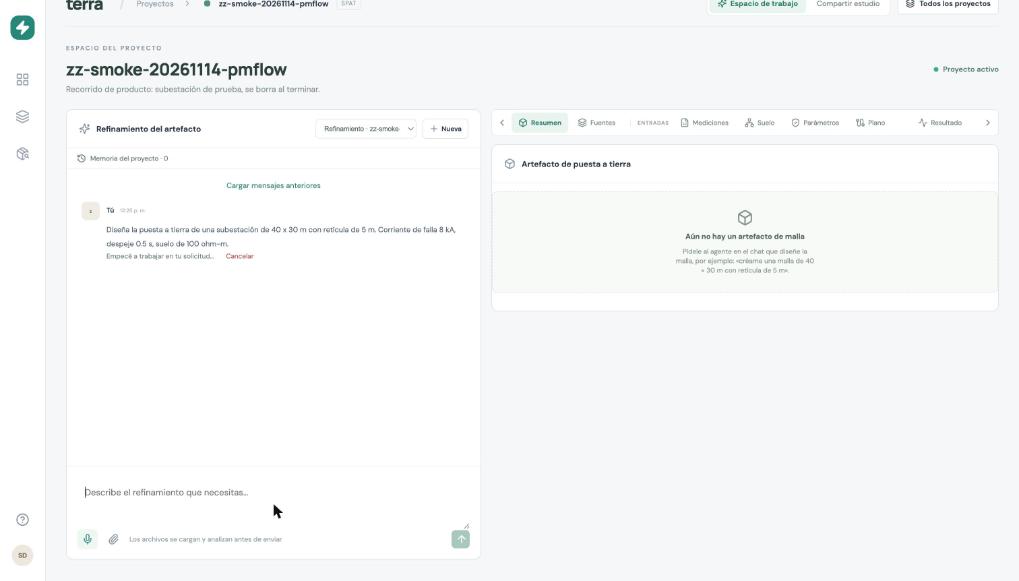 terra
Proyectos
zz-smoke-20261114-pmflow
SPAT
Espacio de trabajo
Compartir estudio
Todos los proyectos
ESPACIO DEL PROYECTO
zz-smoke-20261114-pmflow
Proyecto activo
Recorrido de producto: subestación de prueba, se borra al terminar.
Refinamiento del artefacto
Refinamiento · zz-smoke-
Nueva
Memoria del proyecto · 0
Cargar mensajes anteriores
Tú
Diseña la puesta a tierra de una subestación de 40 x 30 m con retícula de 5 m. Corriente de falla 8 kA,
despeje 0.5 s, suelo de 100 ohm-m.
Empecé a trabajar en tu solicitud...
Cancelar
Describe el refinamiento que necesitas...
Los archivos se cargan y analizan antes de enviar
Resumen
Fuentes
ENTRADAS
Mediciones
Suelo
Parámetros
Plano
Resultado
Artefacto de puesta a tierra
Aún no hay un artefacto de malla
Pídele al agente en el chat que diseñe la
malla, por ejemplo: «créame una malla de 40
× 30 m con retícula de 5 m».
SD